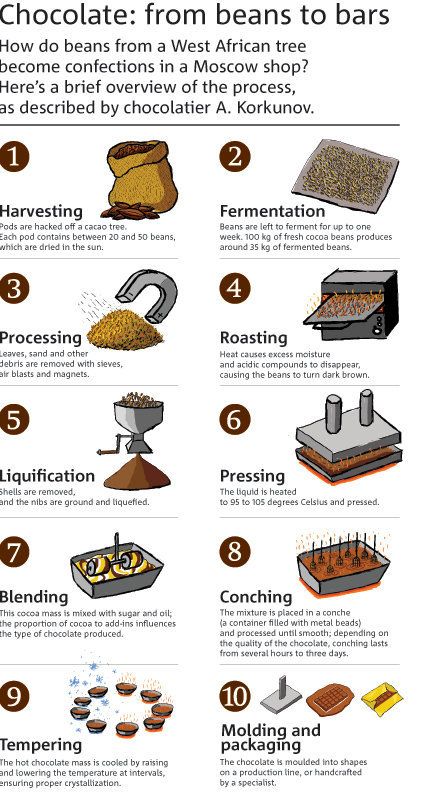 Chocolate: from beans to bars
How do beans from a West African tree
become confections in a Moscow shop?
Here's a brief overview of the process,
as described by chocolatier A. Korkunov.
1
Harvesting
Pods are hacked off a cacao tree.
Each pod contains between 20 and 50 beans,
which are dried in the sun.
2
Fermentation
Beans are left to ferment for up to one
week. 100 kg of fresh cocoa beans produces
around 35 kg of fermented beans.
3
Processing
Leaves, sand and other
debris are removed with sieves,
air blasts and magnets.
4
Roasting
Heat causes excess moisture
and acidic compounds to disappear,
causing the beans to turn dark brown.
5
Liquification
Shells are removed,
and the nibs are ground and liquefied.
6
Pressing
The liquid is heated
to 95 to 105 degrees Celsius and pressed.
7
Blending
This cocoa mass is mixed with sugar and oil;
the proportion of cocoa to add-ins influences
the type of chocolate produced.
8
Conching
The mixture is placed in a conche
(a container filled with metal beads)
and processed until smooth; depending on
the quality of the chocolate, conching lasts
from several hours to three days.
9
Tempering
The hot chocolate mass is cooled by raising
and lowering the temperature at intervals,
ensuring proper crystallization.
10
Molding and
packaging
The chocolate is moulded into shapes
on a production line, or handcrafted
by a specialist.